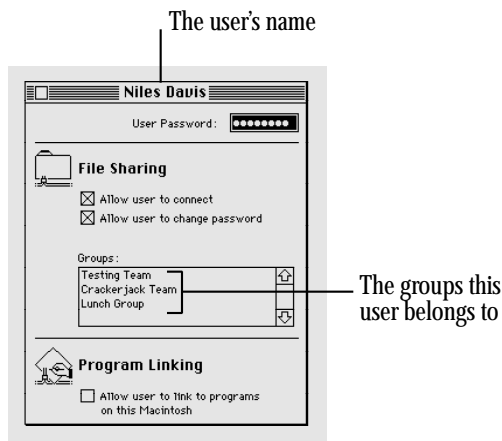 The user's name
Niles Davis
User Password:
File Sharing
Allow user to connect
Allow user to change password
Groups:
Testing Team
Crackerjack Team
Lunch Group
The groups this
user belongs to
Program Linking
Allow user to link to programs
on this Macintosh